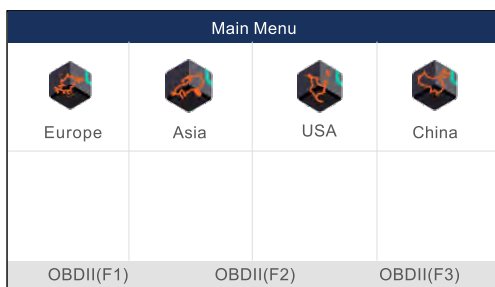 Main Menu
Europe Asia USA China
OBDII(F1) OBDII(F2) OBDII(F3)